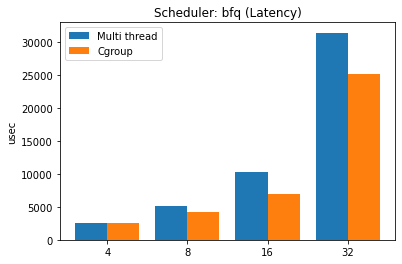 Scheduler: bfq (Latency)
Multi thread
Cgroup
usec
30000
25000
20000
15000
10000
5000
0
4 8 16 32